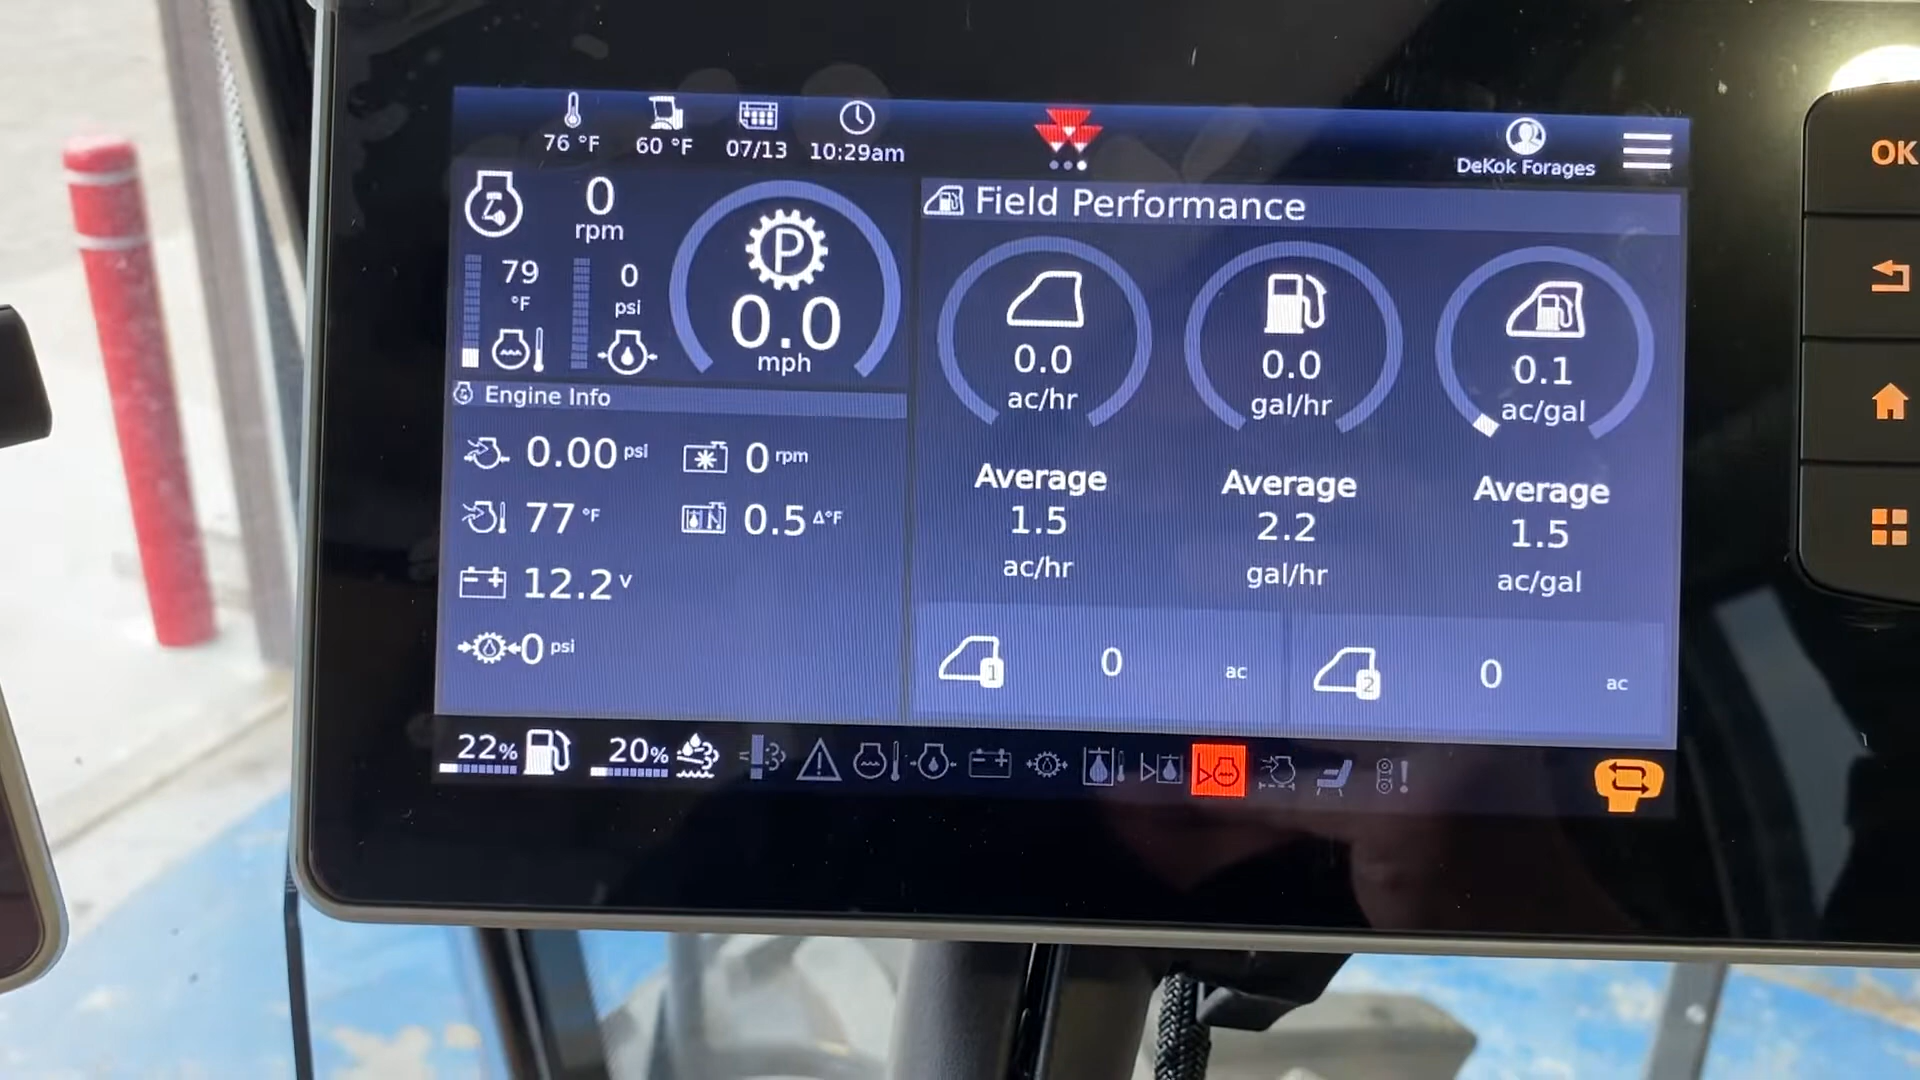 76 °F
60 °F
07/13
10:29am
DeKok Forages
0
rpm
79
°F
0
psi
P
0.0
mph
Engine Info
0.00 psi
0 rpm
77 °F
0.5 Δ°F
12.2 V
0 psi
Field Performance
0.0
ac/hr
0.0
gal/hr
0.1
ac/gal
Average
1.5
ac/hr
Average
2.2
gal/hr
Average
1.5
ac/gal
1
0
ac
2
0
ac
22%
20%
OK